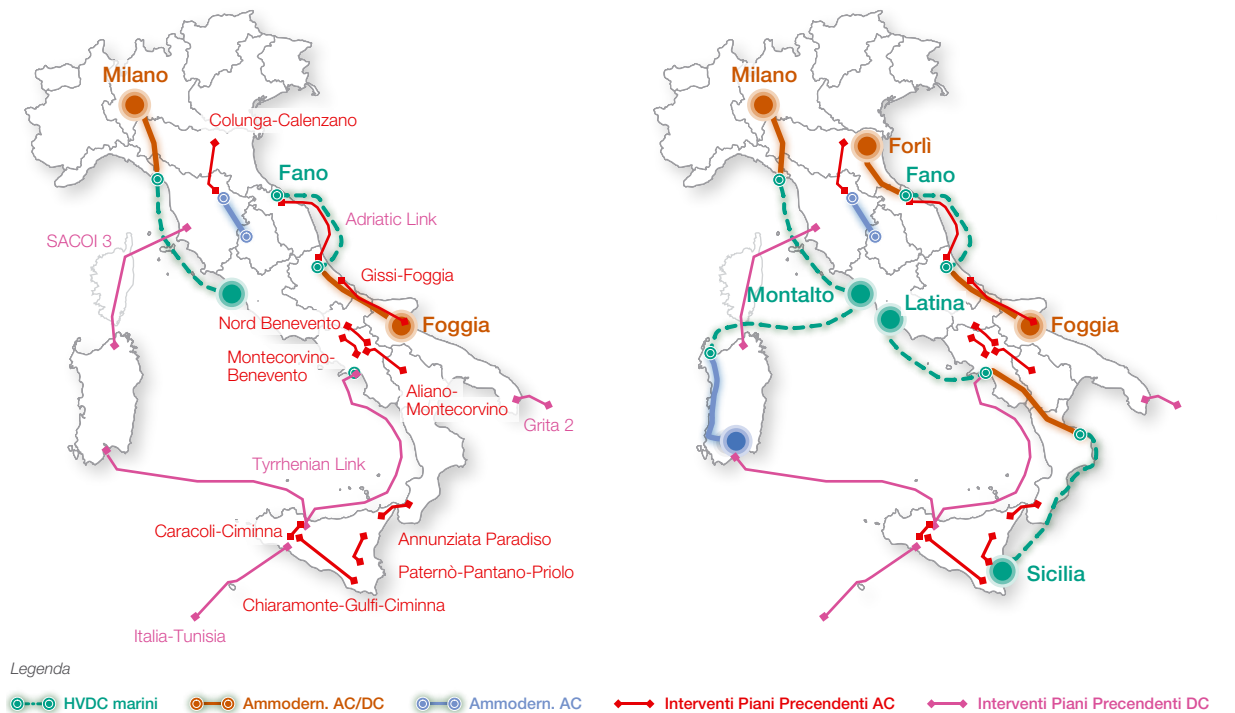 Milano
Colunga-Calenzano
Fano
Adriatic Link
SACOI 3
Gissi-Foggia
Nord Benevento
Foggia
Montecorvino-
Benevento
Aliano-
Montecorvino
Grita 2
Tyrrhenian Link
Caracoli-Ciminna
Annunziata Paradiso
Paternò-Pantano-Priolo
Chiaramonte-Gulfi-Ciminna
Italia-Tunisia
Milano
Forlì
Fano
Montalto
Latina
Foggia
Sicilia
Legenda
HVDC marini
Ammodern. AC/DC
Ammodern. AC
Interventi Piani Precendenti AC
Interventi Piani Precendenti DC